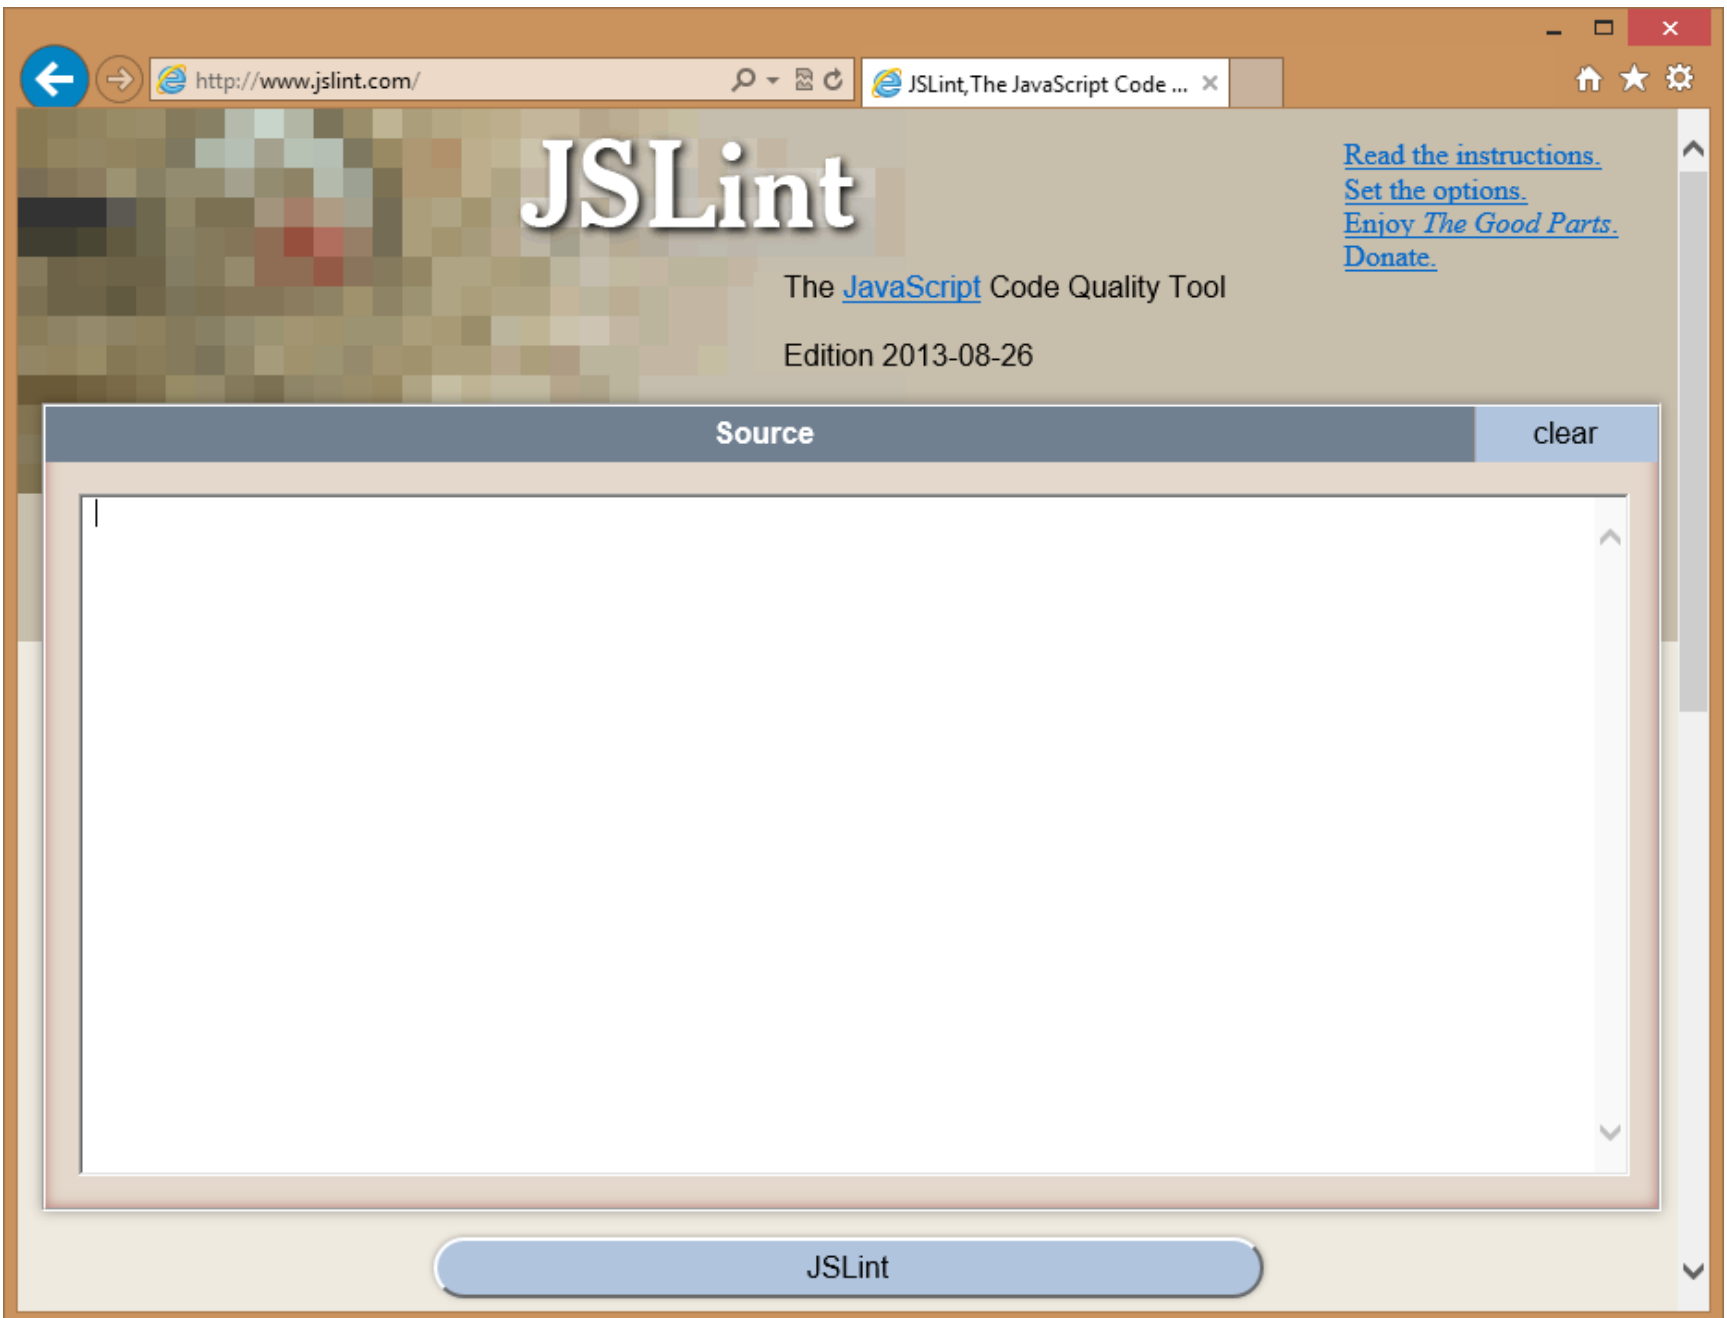 http://www.jslint.com/
JSLint,The JavaScript Code ...
JSLint
Read the instructions.
Set the options.
Enjoy The Good Parts.
Donate.
The JavaScript Code Quality Tool
Edition 2013-08-26
Source
clear
JSLint